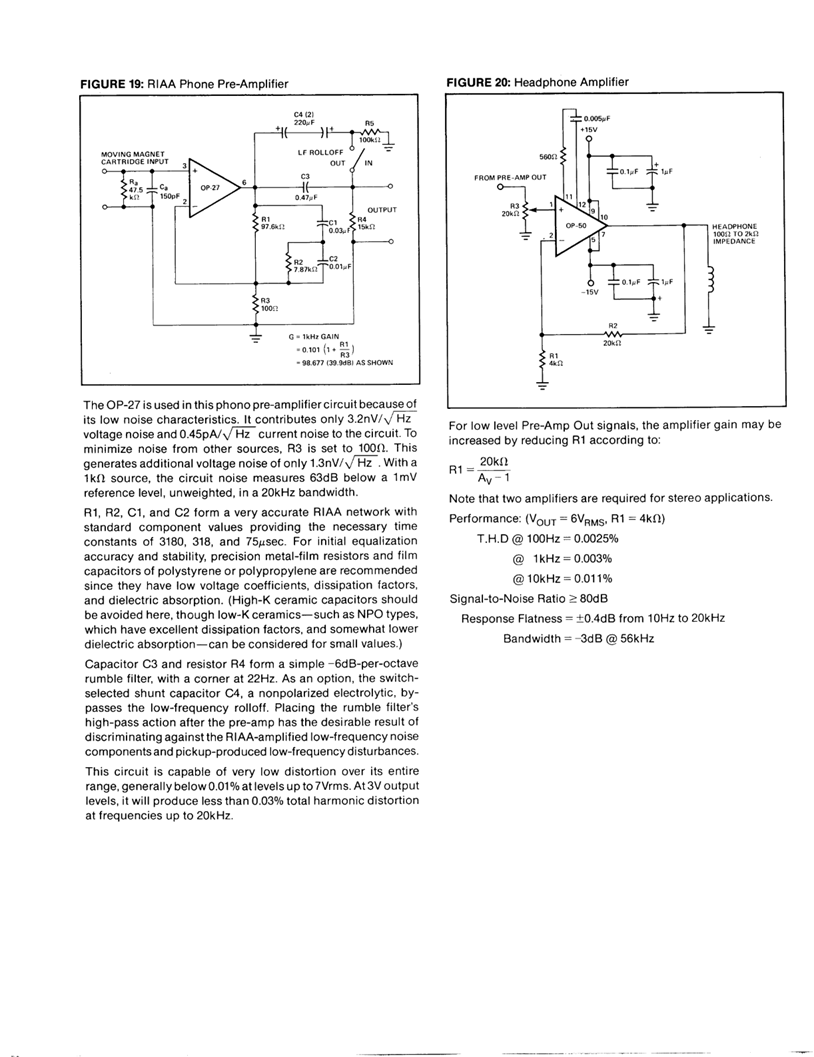 FIGURE 19: RIAA Phone Pre-Amplifier
C4 (2)
220µF
R5
100kΩ
MOVING MAGNET
CARTRIDGE INPUT
LF ROLLOFF
OUT
IN
3
+
OP-27
6
2
−
Ra
47.5
kΩ
Ca
150pF
C3
0.47µF
OUTPUT
R1
97.6kΩ
C1
0.03µF
R4
15kΩ
R2
7.87kΩ
C2
0.01µF
R3
100Ω
G = 1kHz GAIN
= 0.101 (1 + R1/R3)
= 98.677 (39.9dB) AS SHOWN
The OP-27 is used in this phono pre-amplifier circuit because of
its low noise characteristics. It contributes only 3.2nV/√Hz
voltage noise and 0.45pA/√Hz current noise to the circuit. To
minimize noise from other sources, R3 is set to 100Ω. This
generates additional voltage noise of only 1.3nV/√Hz. With a
1kΩ source, the circuit noise measures 63dB below a 1mV
reference level, unweighted, in a 20kHz bandwidth.
R1, R2, C1, and C2 form a very accurate RIAA network with
standard component values providing the necessary time
constants of 3180, 318, and 75µsec. For initial equalization
accuracy and stability, precision metal-film resistors and film
capacitors of polystyrene or polypropylene are recommended
since they have low voltage coefficients, dissipation factors,
and dielectric absorption. (High-K ceramic capacitors should
be avoided here, though low-K ceramics—such as NPO types,
which have excellent dissipation factors, and somewhat lower
dielectric absorption—can be considered for small values.)
Capacitor C3 and resistor R4 form a simple −6dB-per-octave
rumble filter, with a corner at 22Hz. As an option, the switch-
selected shunt capacitor C4, a nonpolarized electrolytic, by-
passes the low-frequency rolloff. Placing the rumble filter's
high-pass action after the pre-amp has the desirable result of
discriminating against the RIAA-amplified low-frequency noise
components and pickup-produced low-frequency disturbances.
This circuit is capable of very low distortion over its entire
range, generally below 0.01% at levels up to 7Vrms. At 3V output
levels, it will produce less than 0.03% total harmonic distortion
at frequencies up to 20kHz.
FIGURE 20: Headphone Amplifier
0.005µF
+15V
560Ω
0.1µF
+
1µF
FROM PRE-AMP OUT
R3
20kΩ
11
12
9
10
1
+
OP-50
2
−
5
7
HEADPHONE
100Ω TO 2kΩ
IMPEDANCE
0.1µF
1µF
+
−15V
R2
20kΩ
R1
4kΩ
For low level Pre-Amp Out signals, the amplifier gain may be
increased by reducing R1 according to:
R1 = 20kΩ / AV − 1
Note that two amplifiers are required for stereo applications.
Performance: (VOUT = 6VRMS, R1 = 4kΩ)
T.H.D @ 100Hz = 0.0025%
@ 1kHz = 0.003%
@ 10kHz = 0.011%
Signal-to-Noise Ratio ≥ 80dB
Response Flatness = ±0.4dB from 10Hz to 20kHz
Bandwidth = −3dB @ 56kHz